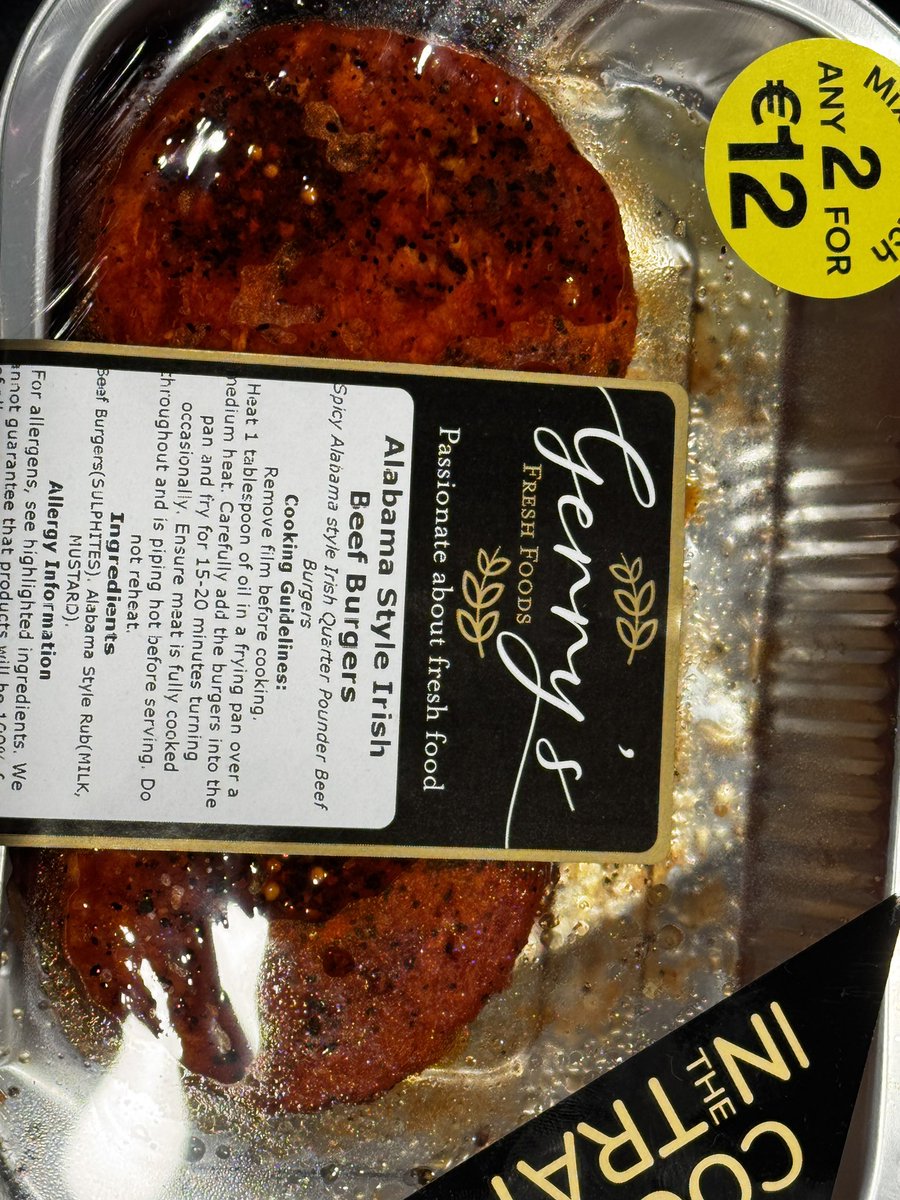 Gerry's
FRESH FOODS
Passionate about fresh food
Alabama Style Irish
Beef Burgers
Spicy Alabama style Irish Quarter Pounder Beef
Burgers
Cooking Guidelines:
Remove film before cooking.
Heat 1 tablespoon of oil in a frying pan over a
medium heat. Carefully add the burgers into the
pan and fry for 15-20 minutes turning
occasionally. Ensure meat is fully cooked
throughout and is piping hot before serving. Do
not reheat.
Ingredients
Beef Burgers(SULPHITES). Alabama Style Rub(MILK,
MUSTARD).
Allergy Information
For allergens, see highlighted ingredients. We
cannot guarantee that products will be 100%
ANY 2 FOR
€12
IN
THE